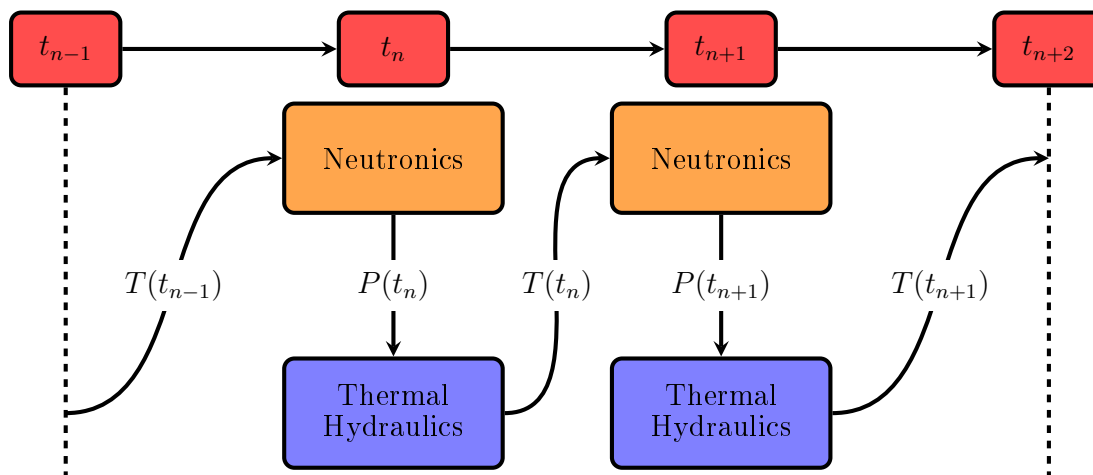 t_{n−1}
t_n
t_{n+1}
t_{n+2}
Neutronics
Neutronics
T(t_{n−1})
P(t_n)
T(t_n)
P(t_{n+1})
T(t_{n+1})
Thermal
Hydraulics
Thermal
Hydraulics